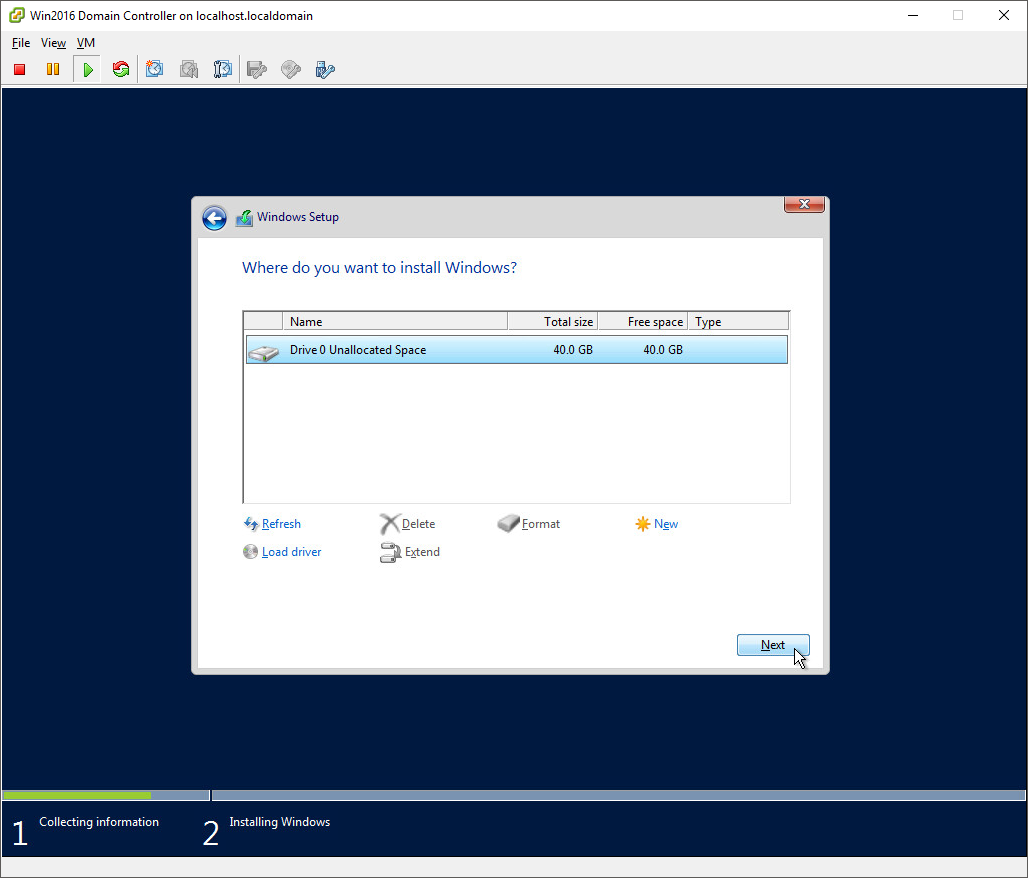 Win2016 Domain Controller on localhost.localdomain
File View VM
Windows Setup
Where do you want to install Windows?
Name Total size Free space Type
Drive 0 Unallocated Space 40.0 GB 40.0 GB
Refresh Delete Format New
Load driver Extend
Next
1 Collecting information 2 Installing Windows